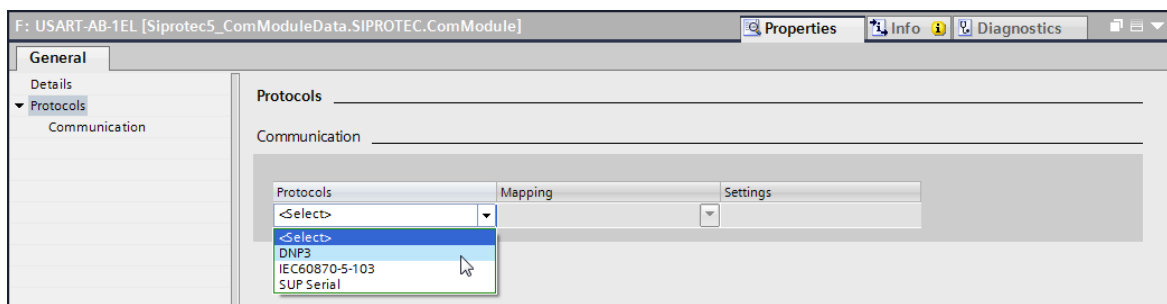 F: USART-AB-1EL [Siprotec5_ComModuleData.SIPROTEC.ComModule] Properties Info Diagnostics
General
Details
Protocols
Communication
Protocols
Communication
Protocols Mapping Settings
<Select>
<Select>
DNP3
IEC60870-5-103
SUP Serial